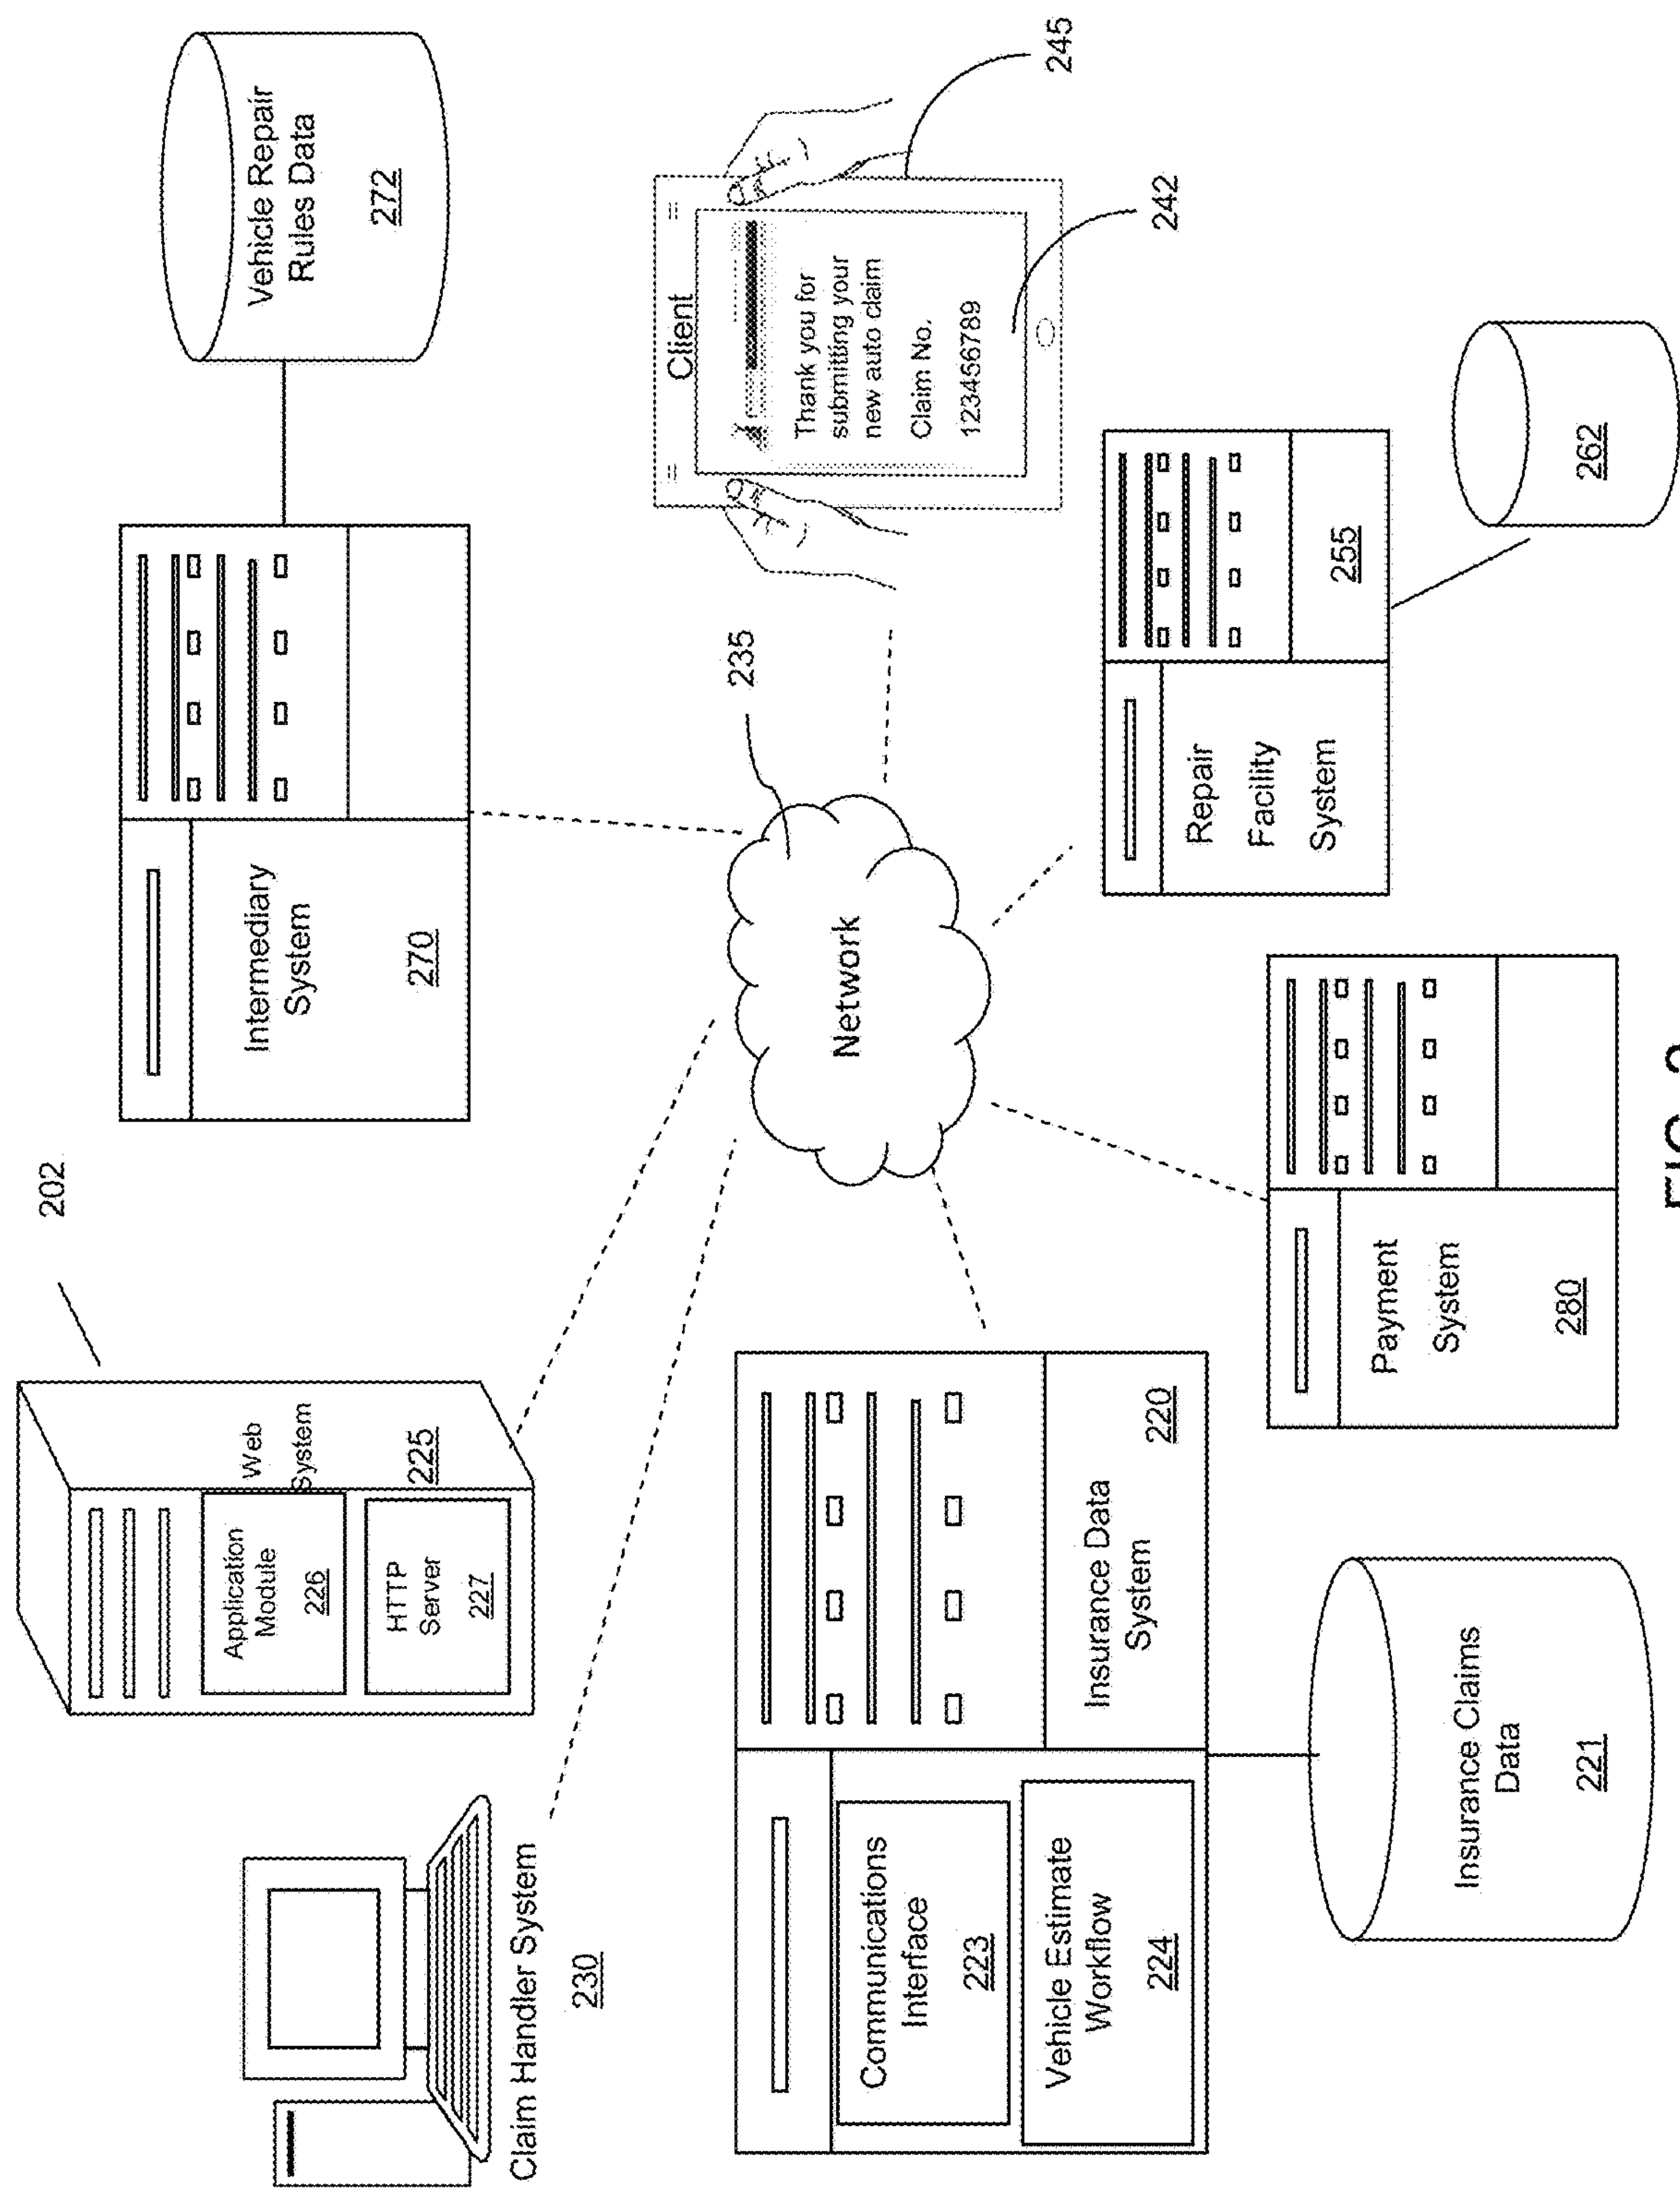 202
Web
System
225
Application
Module
226
HTTP
Server
227
Claim Handler System
230
Intermediary
System
270
Vehicle Repair
Rules Data
272
235
Network
Client
Thank you for
submitting your
new auto claim
Claim No.
123456789
245
242
Communications
Interface
223
Vehicle Estimate
Workflow
224
Insurance Data
System
220
Insurance Claims
Data
221
Payment
System
280
Repair
Facility
System
255
262